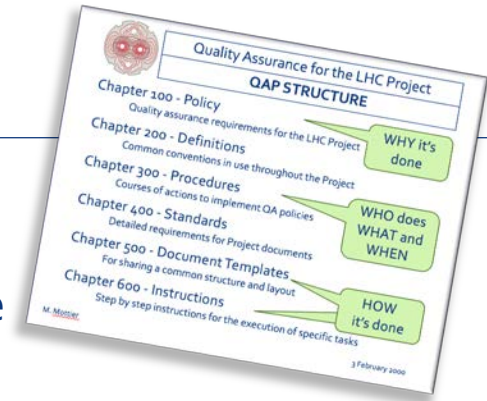 Quality Assurance for the LHC Project
QAP STRUCTURE
Chapter 100 - Policy
Quality assurance requirements for the LHC Project
WHY it's
done
Chapter 200 - Definitions
Common conventions in use throughout the Project
Chapter 300 - Procedures
Courses of actions to implement QA policies
WHO does
WHAT and
WHEN
Chapter 400 - Standards
Detailed requirements for Project documents
Chapter 500 - Document Templates
For sharing a common structure and layout
HOW
it's done
Chapter 600 - Instructions
Step by step instructions for the execution of specific tasks
M. Mottier
3 February 2000
e